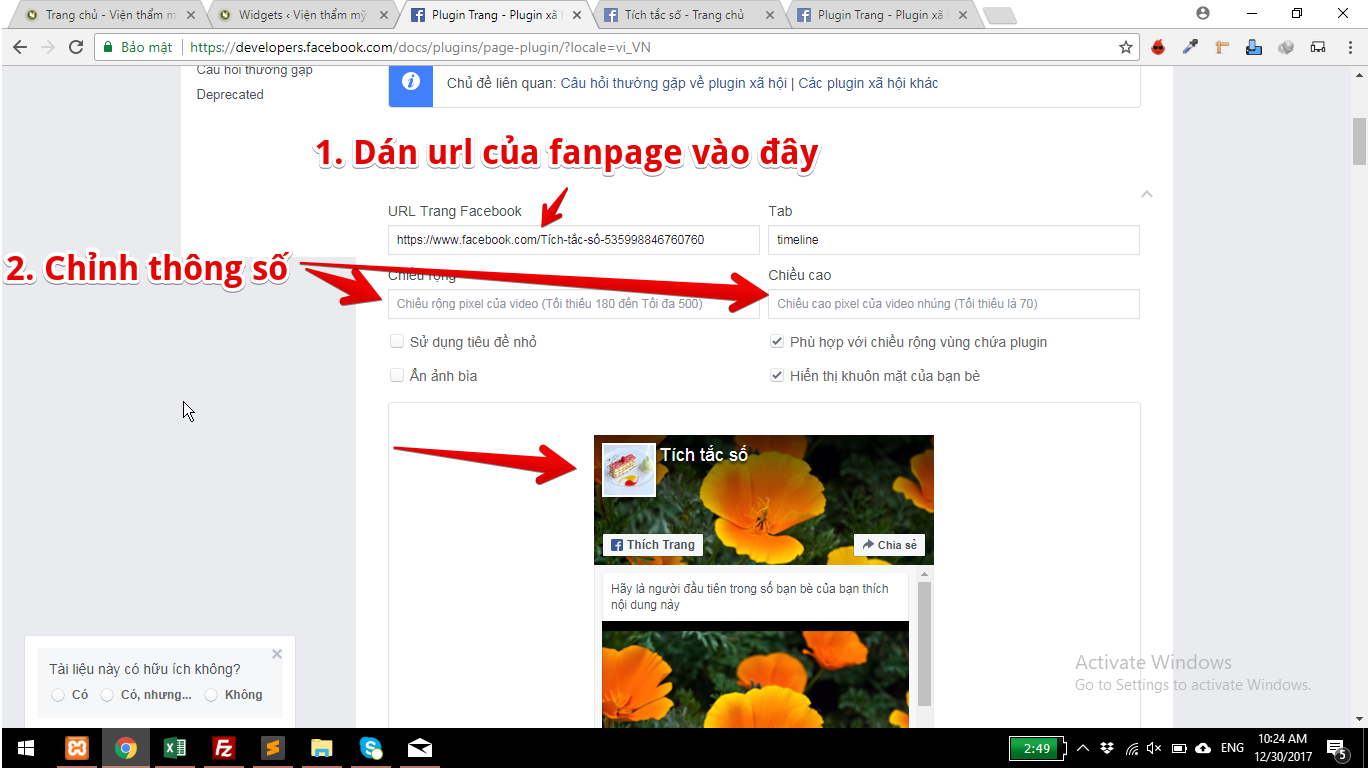 Trang chủ - Viện thẩm m
Widgets ‹ Viện thẩm mỹ
Plugin Trang - Plugin xã
Tích tắc số - Trang chủ
Plugin Trang - Plugin xã
Bảo mật
https://developers.facebook.com/docs/plugins/page-plugin/?locale=vi_VN
Câu hỏi thường gặp
Deprecated
Chủ đề liên quan: Câu hỏi thường gặp về plugin xã hội | Các plugin xã hội khác
1. Dán url của fanpage vào đây
URL Trang Facebook
Tab
https://www.facebook.com/Tích-tắc-số-535998846760760
timeline
2. Chỉnh thông số
Chiều rộng
Chiều cao
Chiều rộng pixel của video (Tối thiểu 180 đến Tối đa 500)
Chiều cao pixel của video nhúng (Tối thiểu là 70)
Sử dụng tiêu đề nhỏ
Phù hợp với chiều rộng vùng chứa plugin
Ẩn ảnh bìa
Hiển thị khuôn mặt của bạn bè
Tích tắc số
Thích Trang
Chia sẻ
Hãy là người đầu tiên trong số bạn bè của bạn thích
nội dung này
Tài liệu này có hữu ích không?
Có
Có, nhưng...
Không
Activate Windows
Go to Settings to activate Windows.
2:49
ENG
10:24 AM
12/30/2017
5